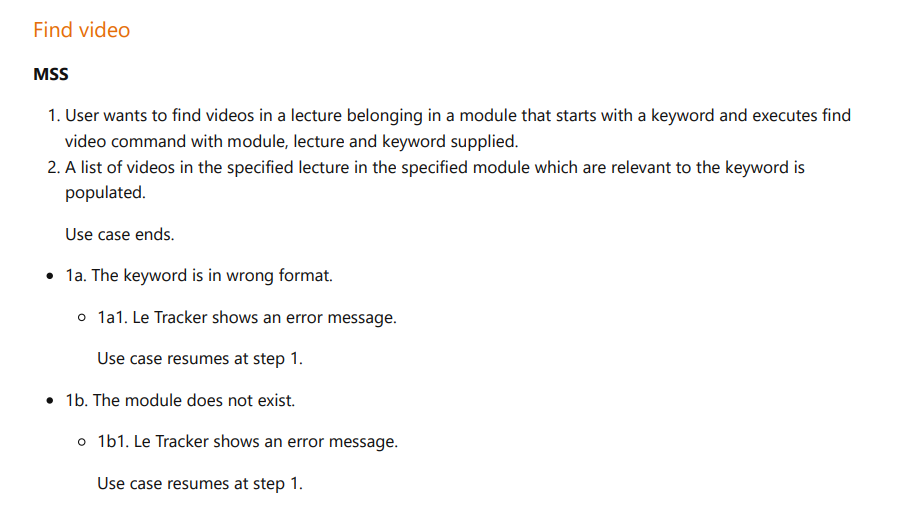 Find video
MSS
1. User wants to find videos in a lecture belonging in a module that starts with a keyword and executes find
video command with module, lecture and keyword supplied.
2. A list of videos in the specified lecture in the specified module which are relevant to the keyword is
populated.
Use case ends.
• 1a. The keyword is in wrong format.
○ 1a1. Le Tracker shows an error message.
Use case resumes at step 1.
• 1b. The module does not exist.
○ 1b1. Le Tracker shows an error message.
Use case resumes at step 1.